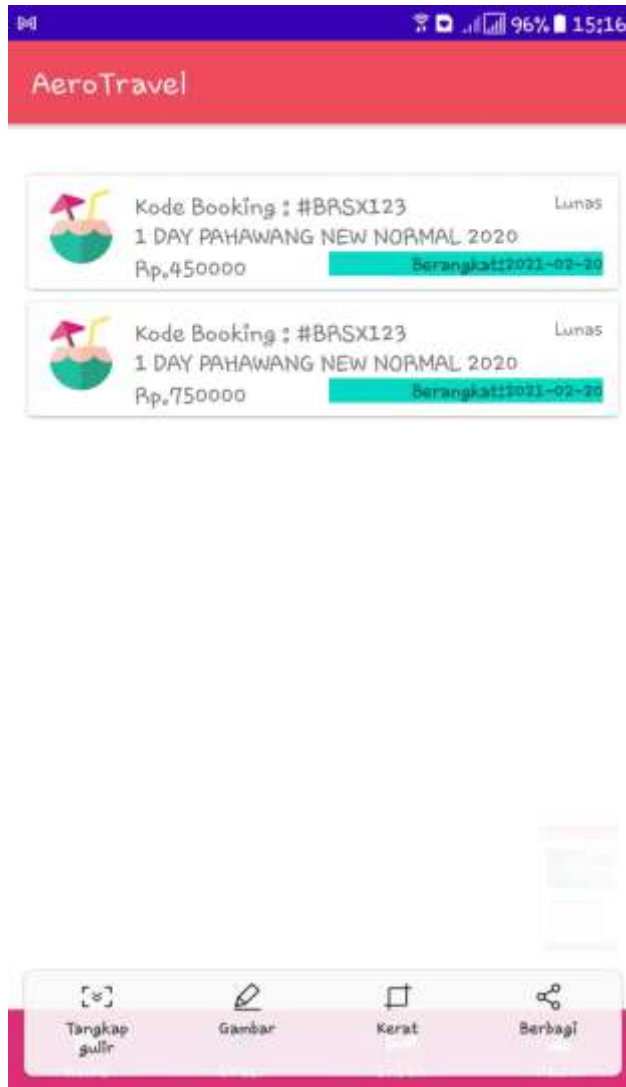 96% 15:16
AeroTravel
Kode Booking : #BRSX123 Lunas
1 DAY PAHAWANG NEW NORMAL 2020
Rp.450000 Berangkat:2021-02-20
Kode Booking : #BRSX123 Lunas
1 DAY PAHAWANG NEW NORMAL 2020
Rp.750000 Berangkat:2021-02-20
Tangkap gulir Gambar Kerat Berbagi